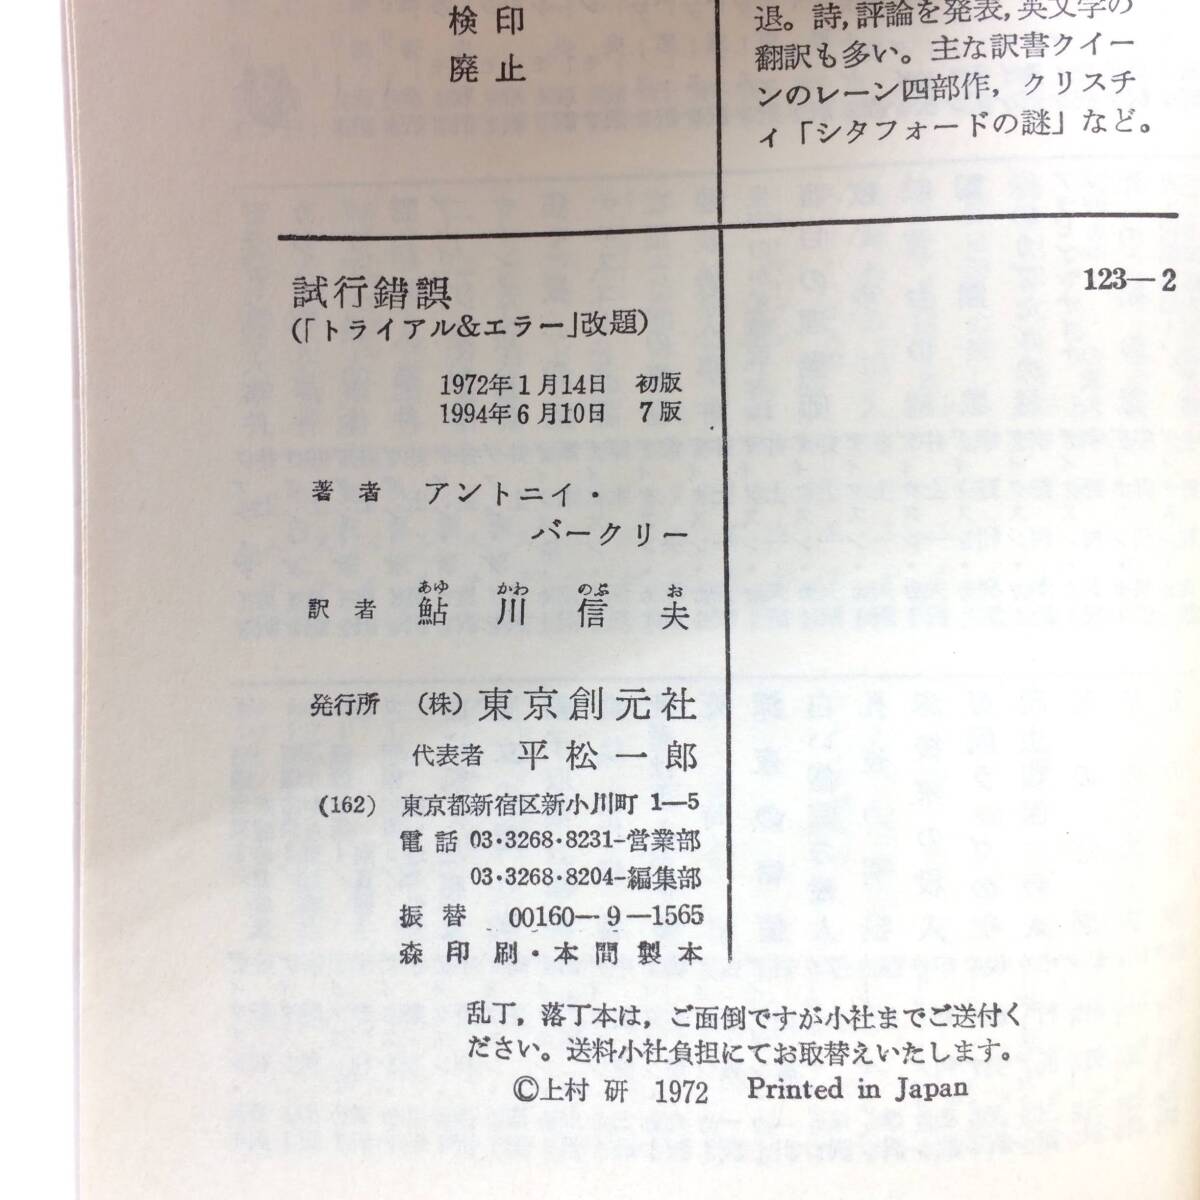 検印
廃止
退。詩，評論を発表，英文学の
翻訳も多い。主な訳書クイー
ンのレーン四部作，クリスチ
ィ「シタフォードの謎」など。
試行錯誤
(「トライアル&エラー」改題)
123—2
1972年1月14日 初版
1994年6月10日 7版
著者 アントニイ・
バークリー
あゆ かわ のぶ お
訳者 鮎川信夫
発行所 (株) 東京創元社
代表者 平松一郎
(162) 東京都新宿区新小川町 1—5
電話 03・3268・8231-営業部
03・3268・8204-編集部
振替 00160—9—1565
森印刷・本間製本
乱丁，落丁本は，ご面倒ですが小社までご送付く
ださい。送料小社負担にてお取替えいたします。
©上村 研 1972 Printed in Japan